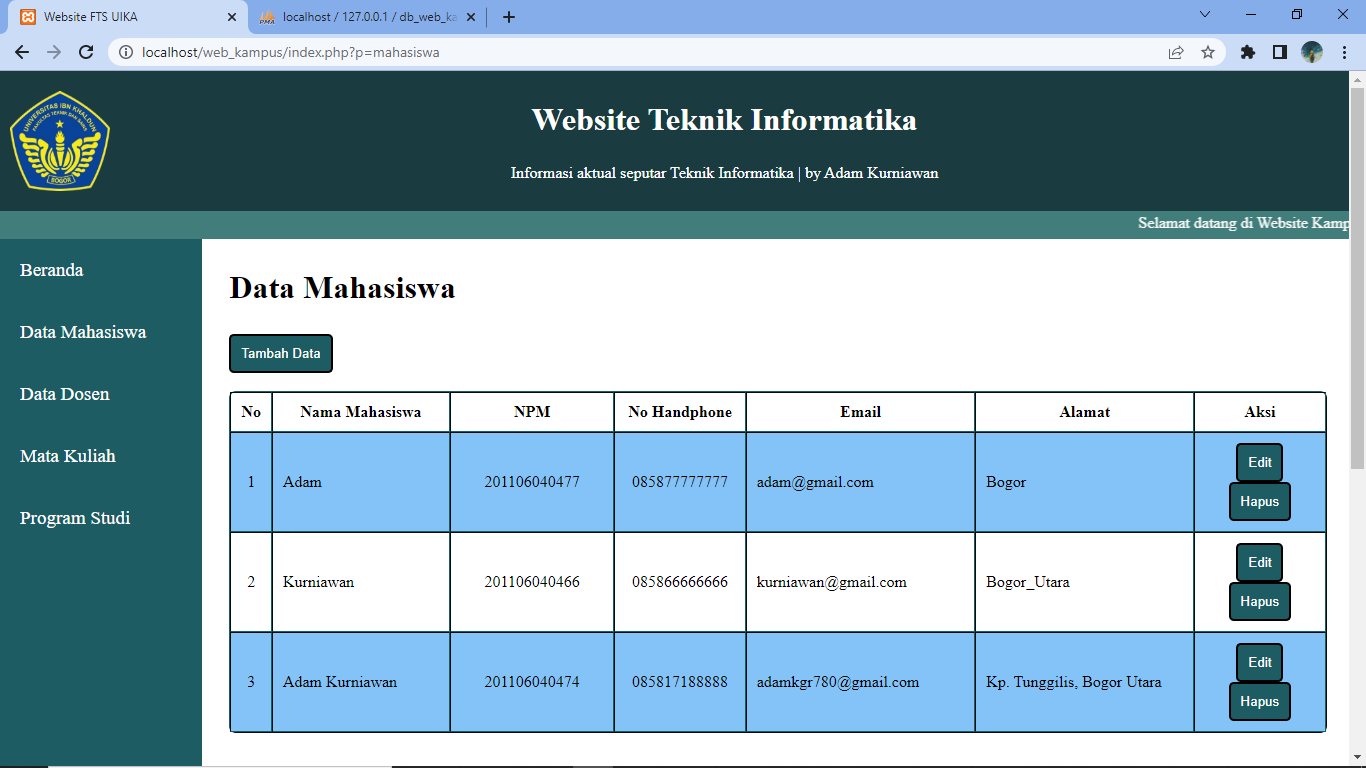 Website FTS UIKA
localhost / 127.0.0.1 / db_web_ka
localhost/web_kampus/index.php?p=mahasiswa
UNIVERSITAS IBN KHALDUN
FAKULTAS TEKNIK DAN SAINS
BOGOR
Website Teknik Informatika
Informasi aktual seputar Teknik Informatika | by Adam Kurniawan
Selamat datang di Website Kamp
Beranda
Data Mahasiswa
Data Dosen
Mata Kuliah
Program Studi
Data Mahasiswa
Tambah Data
No Nama Mahasiswa NPM No Handphone Email Alamat Aksi
1 Adam 201106040477 085877777777 adam@gmail.com Bogor Edit
Hapus
2 Kurniawan 201106040466 085866666666 kurniawan@gmail.com Bogor_Utara Edit
Hapus
3 Adam Kurniawan 201106040474 085817188888 adamkgr780@gmail.com Kp. Tunggilis, Bogor Utara Edit
Hapus